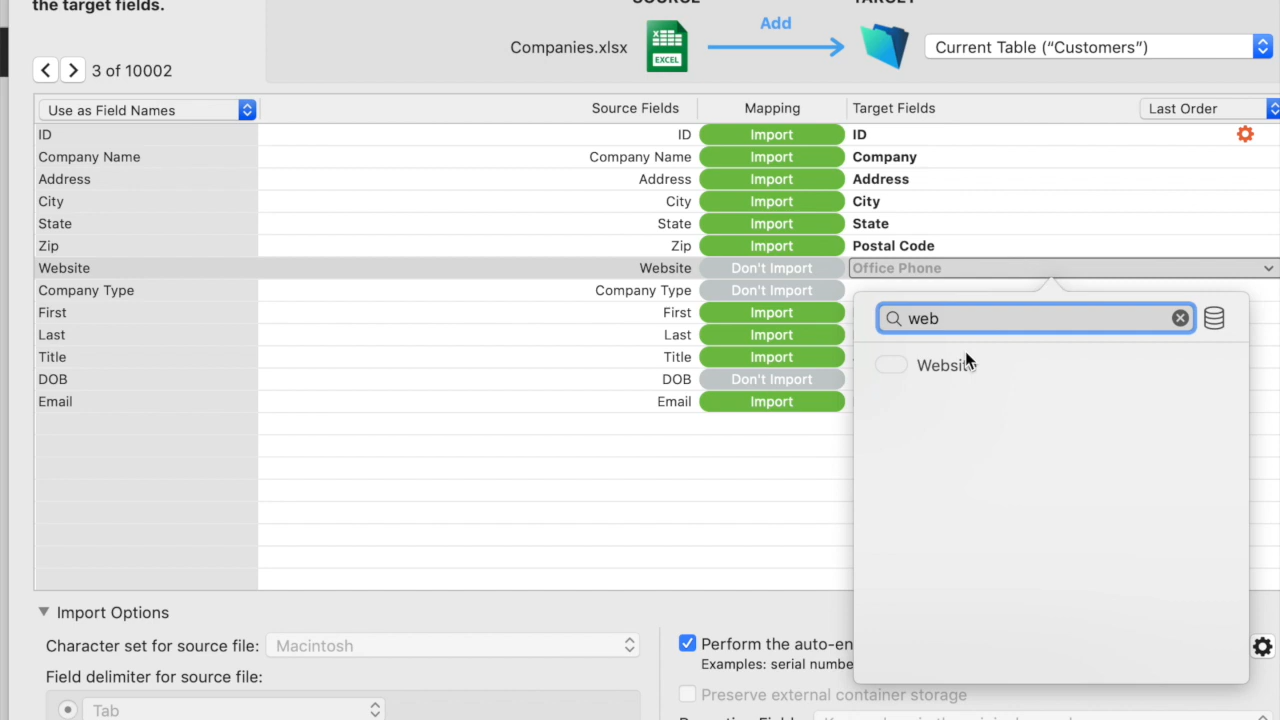 the target fields.
SOURCE
TARGET
Companies.xlsx
EXCEL
Add
Current Table (“Customers”)
3 of 10002
Use as Field Names
Source Fields
Mapping
Target Fields
Last Order
ID ID Import ID
Company Name Company Name Import Company
Address Address Import Address
City City Import City
State State Import State
Zip Zip Import Postal Code
Website Website Don't Import Office Phone
Company Type Company Type Don't Import
First First Import
Last Last Import
Title Title Import
DOB DOB Don't Import
Email Email Import
web
Website
Import Options
Character set for source file: Macintosh
Field delimiter for source file:
Tab
Perform the auto-en
Examples: serial numbe
Preserve external container storage